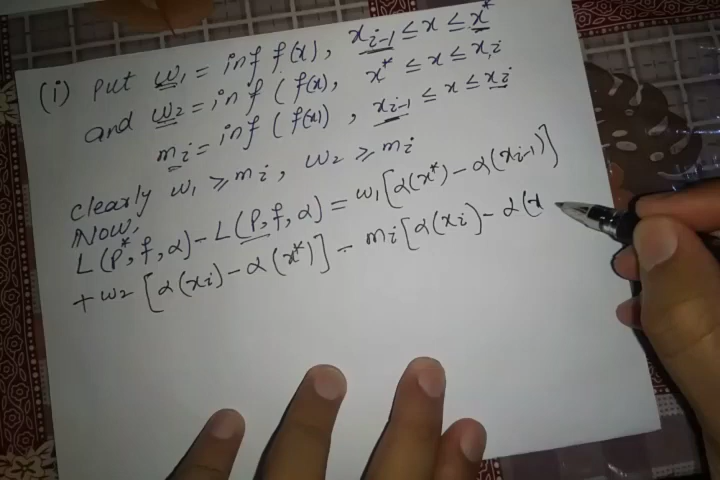 (i) put w₁ = inf f(x), xᵢ₋₁ ≤ x ≤ x*
and w₂ = inf (f(x), x* ≤ x ≤ xᵢ
mᵢ = inf (f(x)), xᵢ₋₁ ≤ x ≤ xᵢ
clearly w₁ ≥ mᵢ, w₂ ≥ mᵢ
Now,
L(P*, f, α) - L(P, f, α) = w₁[α(x*) - α(xᵢ₋₁)]
+ w₂ [α(xᵢ) - α(x*)] - mᵢ[α(xᵢ) - α(x